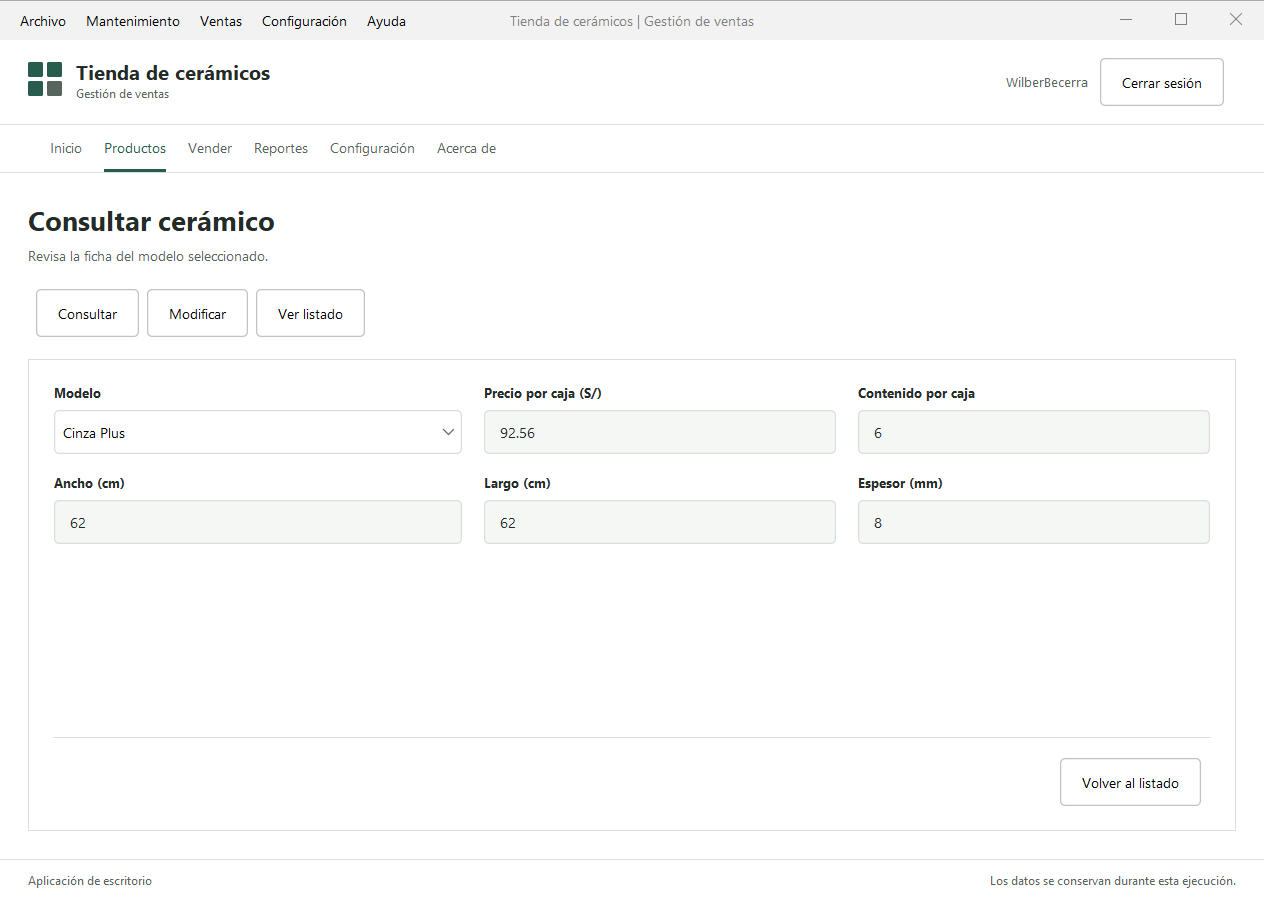 Archivo Mantenimiento Ventas Configuración Ayuda Tienda de cerámicos | Gestión de ventas
Tienda de cerámicos
Gestión de ventas
WilberBecerra Cerrar sesión
Inicio Productos Vender Reportes Configuración Acerca de
Consultar cerámico
Revisa la ficha del modelo seleccionado.
Consultar Modificar Ver listado
Modelo Precio por caja (S/) Contenido por caja
Cinza Plus 92.56 6
Ancho (cm) Largo (cm) Espesor (mm)
62 62 8
Volver al listado
Aplicación de escritorio Los datos se conservan durante esta ejecución.